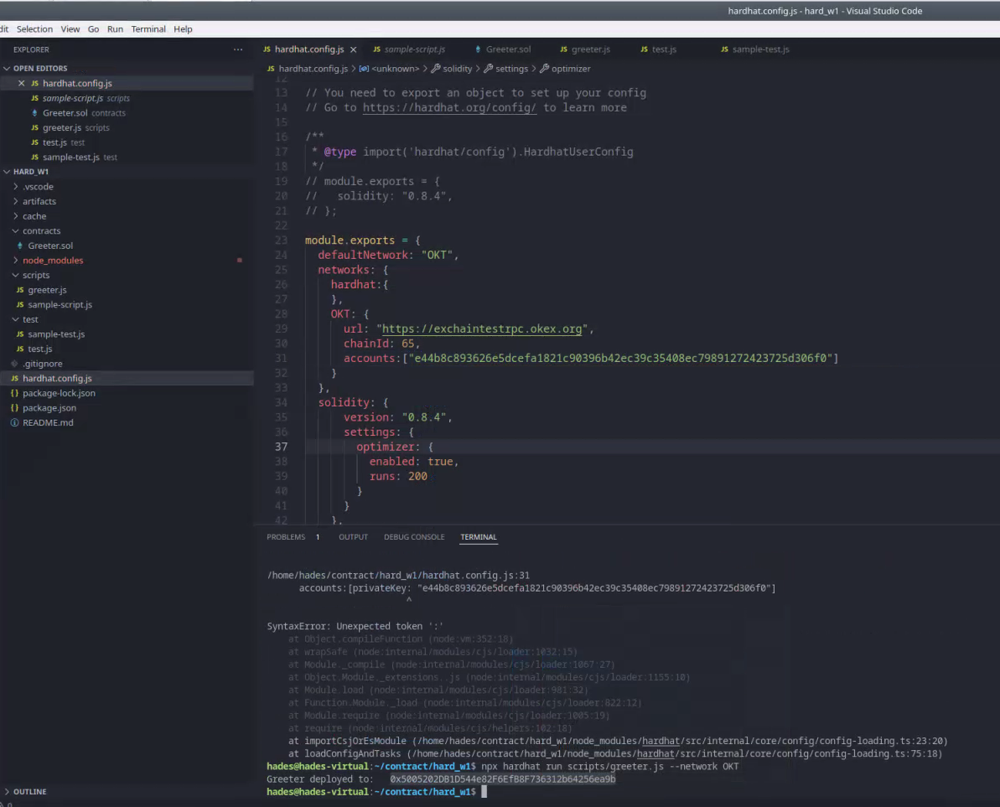 hardhat.config.js - hard_w1 - Visual Studio Code
dit Selection View Go Run Terminal Help
EXPLORER ···
OPEN EDITORS
JS hardhat.config.js
JS sample-script.js scripts
Greeter.sol contracts
JS greeter.js scripts
JS test.js test
JS sample-test.js test
HARD_W1
.vscode
artifacts
cache
contracts
Greeter.sol
node_modules
scripts
JS greeter.js
JS sample-script.js
test
JS sample-test.js
JS test.js
.gitignore
JS hardhat.config.js
{} package-lock.json
{} package.json
README.md
OUTLINE
0
JS hardhat.config.js JS sample-script.js Greeter.sol JS greeter.js JS test.js JS sample-test.js
JS hardhat.config.js > <unknown> > solidity > settings > optimizer
12
13 // You need to export an object to set up your config
14 // Go to https://hardhat.org/config/ to learn more
15
16 /**
17 * @type import('hardhat/config').HardhatUserConfig
18 */
19 // module.exports = {
20 //   solidity: "0.8.4",
21 // };
22
23 module.exports = {
24 defaultNetwork: "OKT",
25 networks: {
26 hardhat:{
27 },
28 OKT: {
29 url: "https://exchaintestrpc.okex.org",
30 chainId: 65,
31 accounts:["e44b8c893626e5dcefa1821c90396b42ec39c35408ec79891272423725d306f0"]
32 }
33 },
34 solidity: {
35 version: "0.8.4",
36 settings: {
37 optimizer: {
38 enabled: true,
39 runs: 200
40 }
41 }
42 },
PROBLEMS 1 OUTPUT DEBUG CONSOLE TERMINAL
/home/hades/contract/hard_w1/hardhat.config.js:31
accounts:[privateKey: "e44b8c893626e5dcefa1821c90396b42ec39c35408ec79891272423725d306f0"]
^
SyntaxError: Unexpected token ':'
at Object.compileFunction (node:vm:352:18)
at wrapSafe (node:internal/modules/cjs/loader:1032:15)
at Module._compile (node:internal/modules/cjs/loader:1067:27)
at Object.Module._extensions..js (node:internal/modules/cjs/loader:1155:10)
at Module.load (node:internal/modules/cjs/loader:981:32)
at Function.Module._load (node:internal/modules/cjs/loader:822:12)
at Module.require (node:internal/modules/cjs/loader:1005:19)
at require (node:internal/modules/cjs/helpers:102:18)
at importCsjOrEsModule (/home/hades/contract/hard_w1/node_modules/hardhat/src/internal/core/config/config-loading.ts:23:20)
at loadConfigAndTasks (/home/hades/contract/hard_w1/node_modules/hardhat/src/internal/core/config/config-loading.ts:75:18)
hades@hades-virtual:~/contract/hard_w1$ npx hardhat run scripts/greeter.js --network OKT
Greeter deployed to: 0x5005202DB1D544e82F6EfB8F736312b64256ea9b
hades@hades-virtual:~/contract/hard_w1$